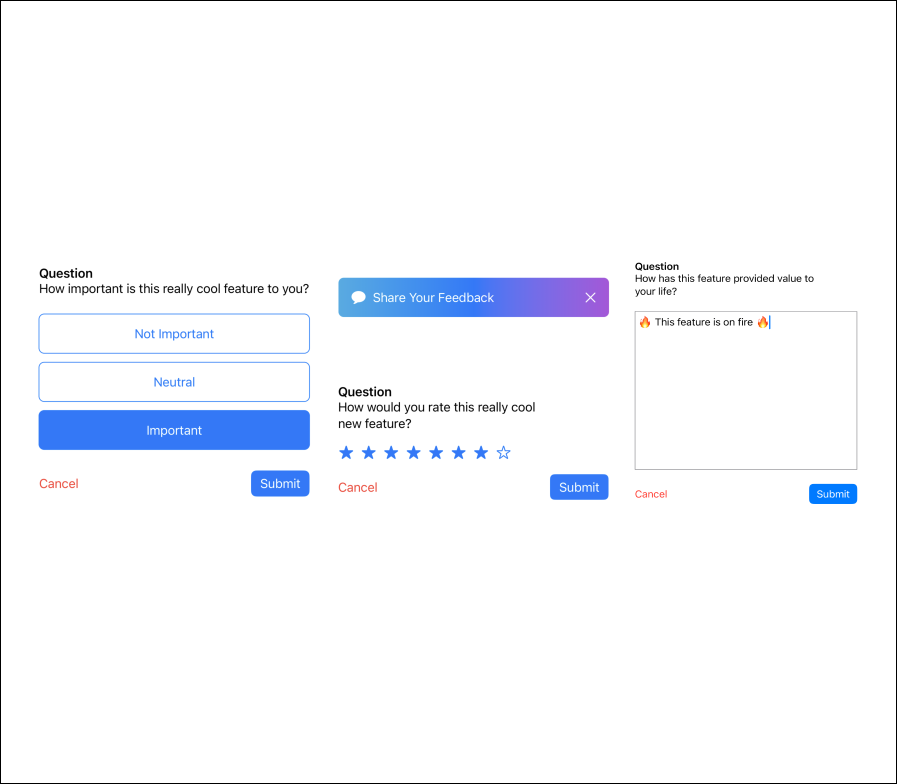 Question
How important is this really cool feature to you?
Not Important
Neutral
Important
Cancel
Submit
Share Your Feedback
Question
How would you rate this really cool
new feature?
Cancel
Submit
Question
How has this feature provided value to
your life?
🔥 This feature is on fire 🔥
Cancel
Submit